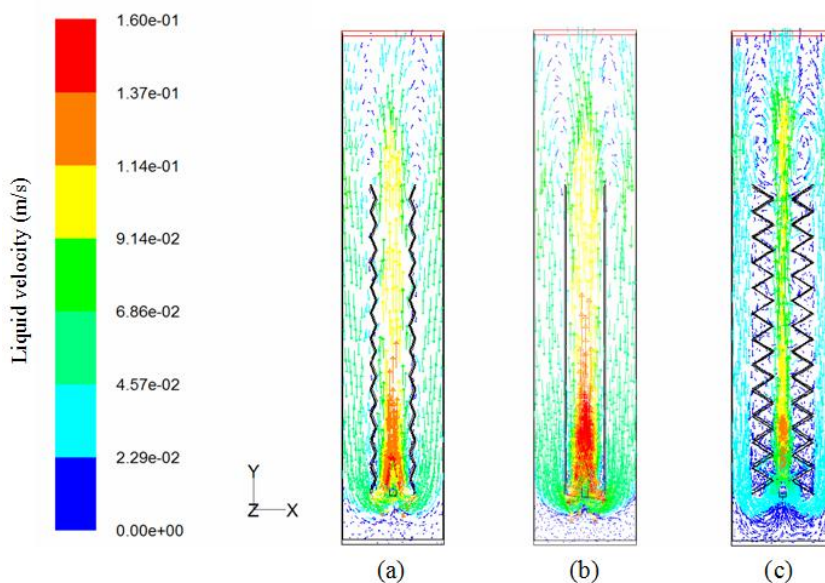 Liquid velocity (m/s)
1.60e-01
1.37e-01
1.14e-01
9.14e-02
6.86e-02
4.57e-02
2.29e-02
0.00e+00
Y
Z X
(a) (b) (c)